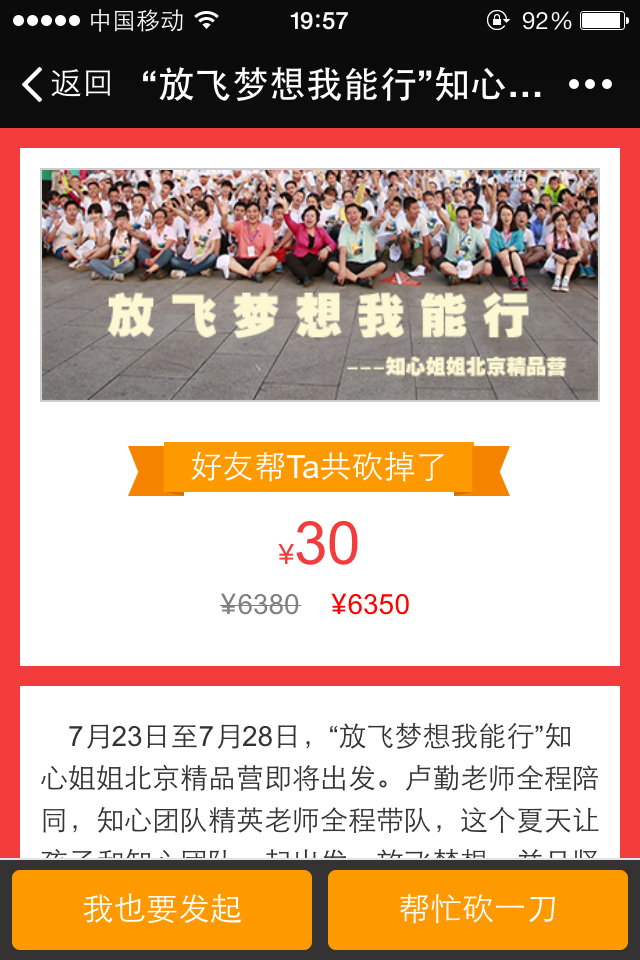 中国移动 19:57 92%
返回 “放飞梦想我能行”知心...
放飞梦想我能行
---知心姐姐北京精品营
好友帮Ta共砍掉了
¥30
¥6380 ¥6350
7月23日至7月28日，“放飞梦想我能行”知
心姐姐北京精品营即将出发。卢勤老师全程陪
同，知心团队精英老师全程带队，这个夏天让
我也要发起 帮忙砍一刀